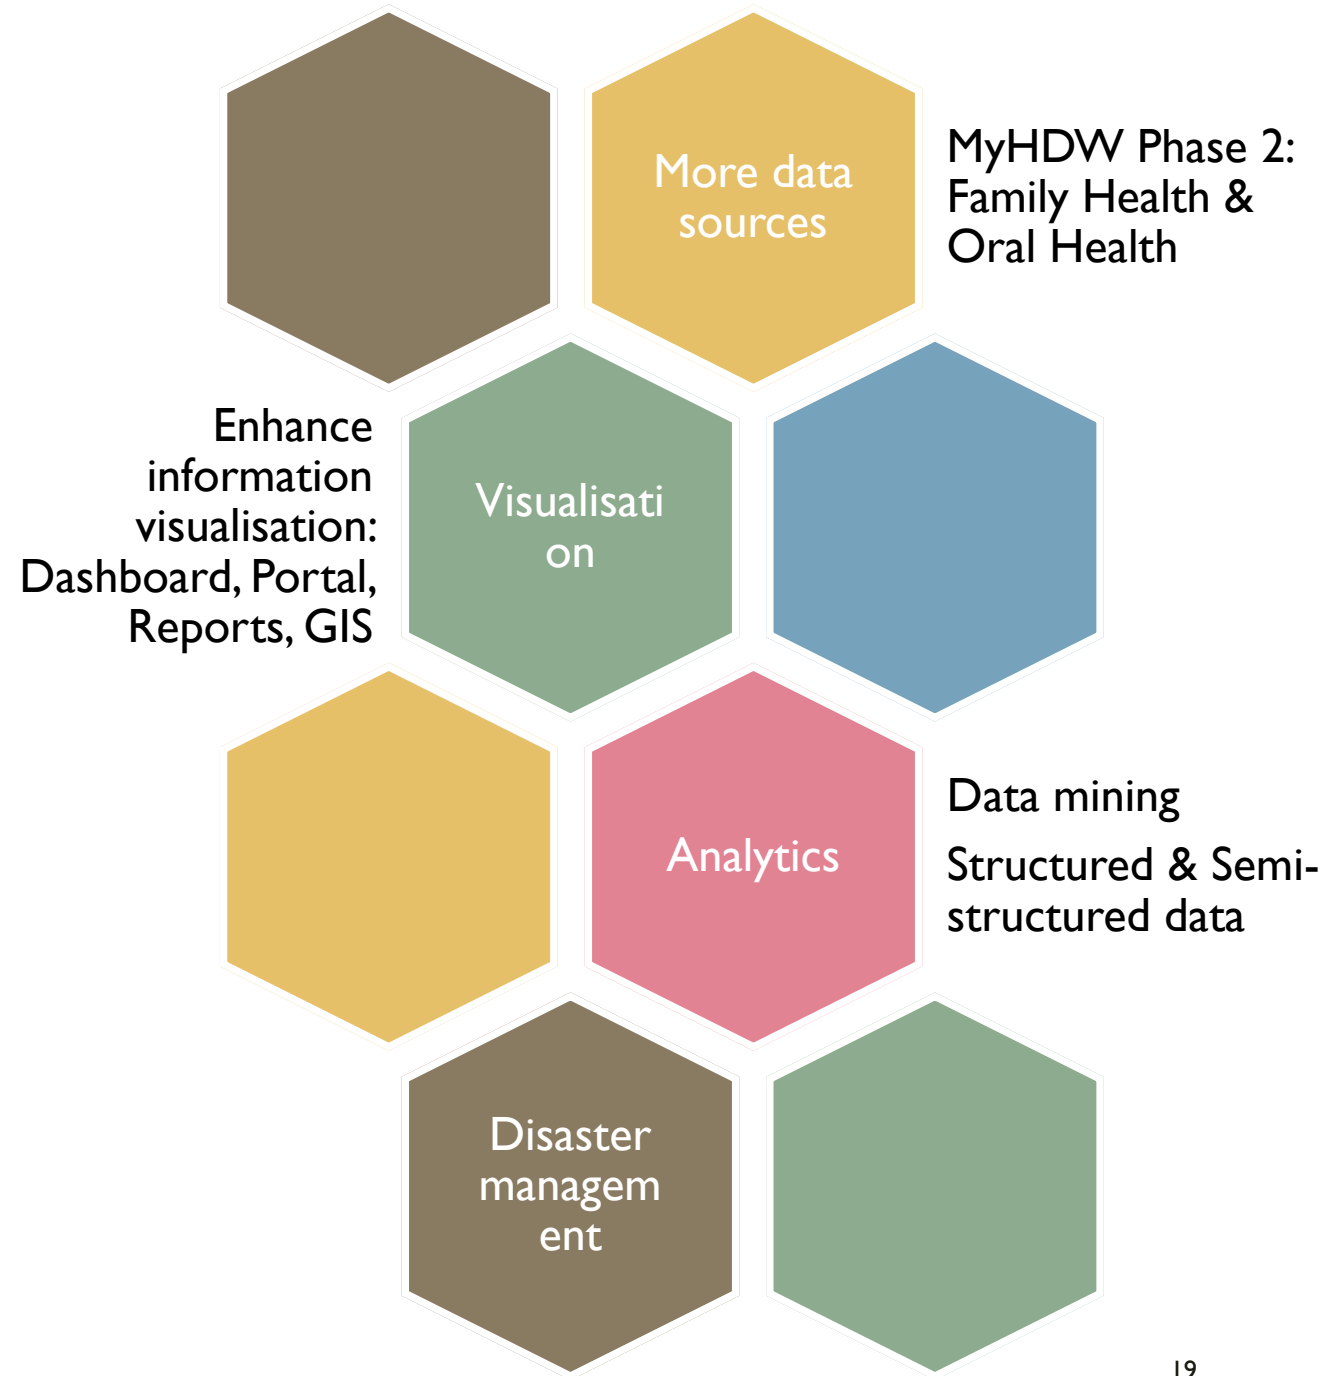 More data
sources
MyHDW Phase 2:
Family Health &
Oral Health
Enhance
information
visualisation:
Dashboard, Portal,
Reports, GIS
Visualisati
on
Analytics
Data mining
Structured & Semi-
structured data
Disaster
managem
ent
19